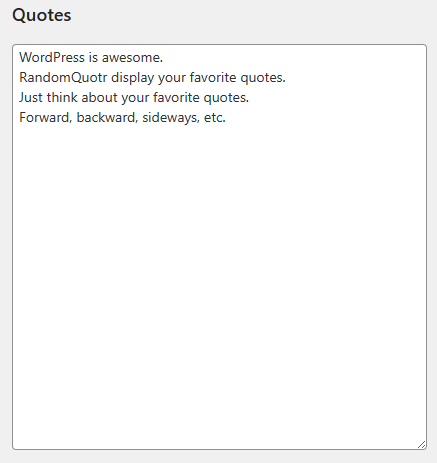 Quotes
WordPress is awesome.
RandomQuotr display your favorite quotes.
Just think about your favorite quotes.
Forward, backward, sideways, etc.